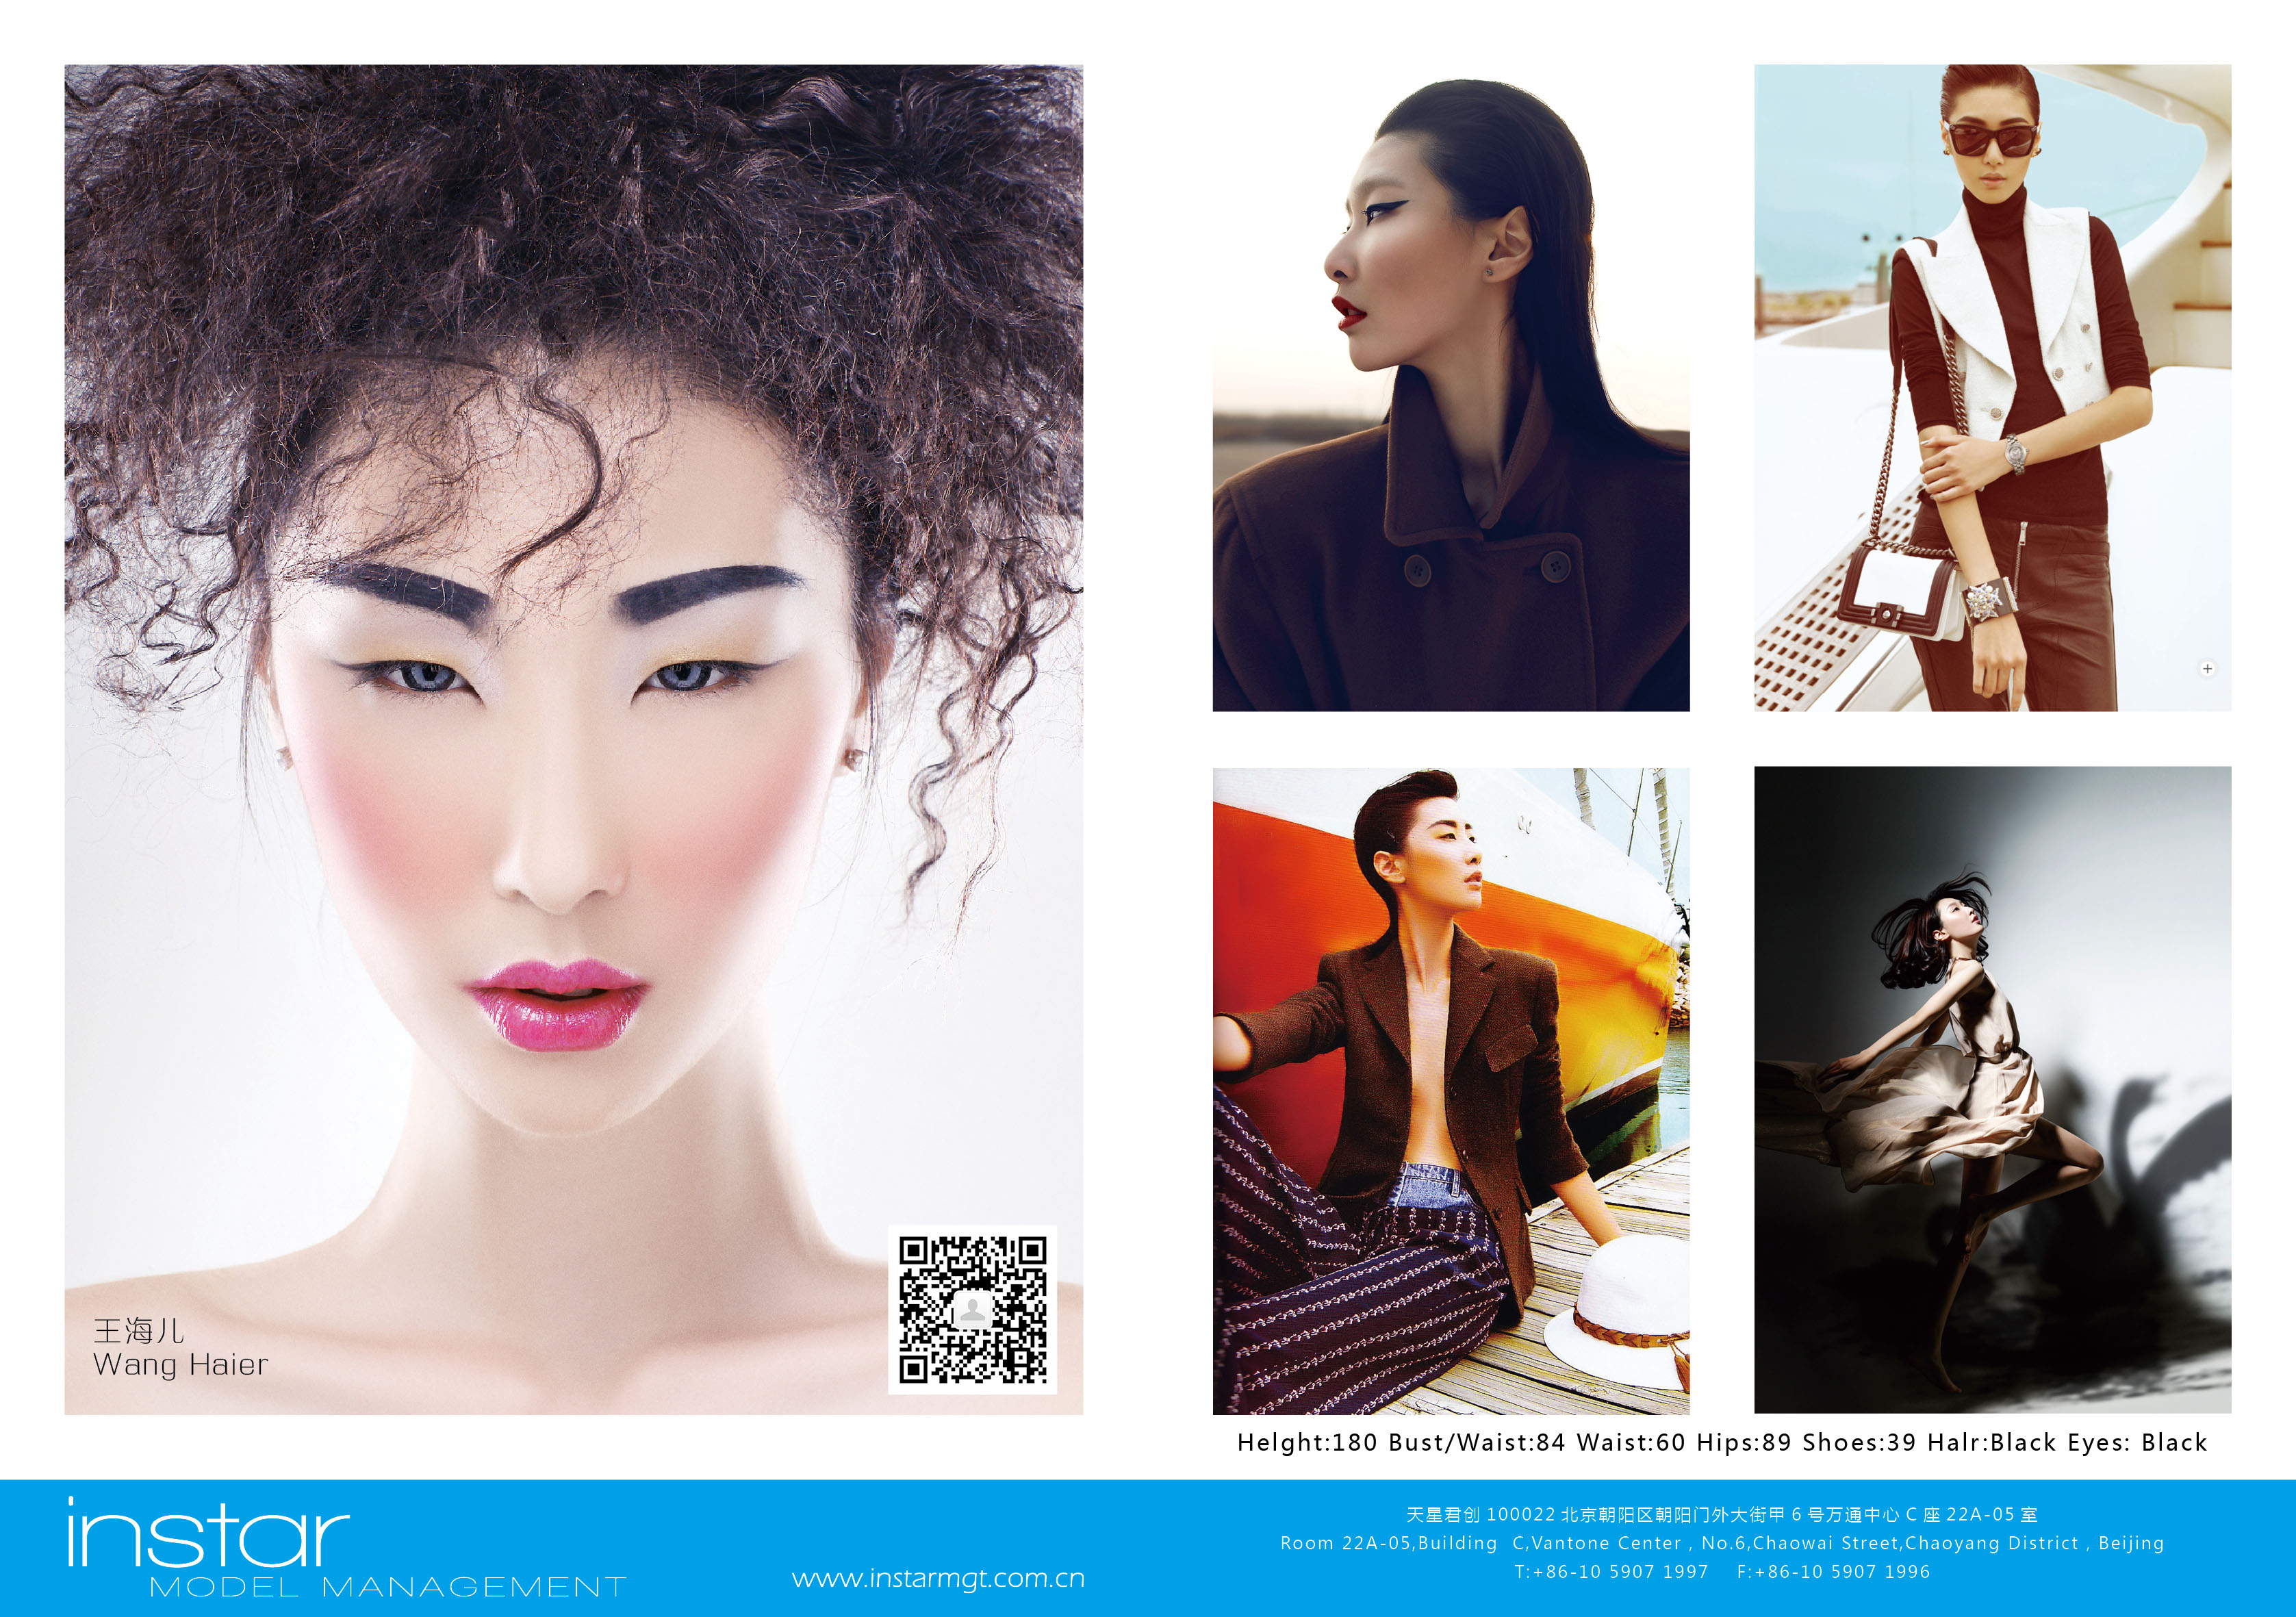 王海儿
Wang Haier
Helght:180 Bust/Waist:84 Waist:60 Hips:89 Shoes:39 Halr:Black Eyes: Black
instar
MODEL MANAGEMENT
www.instarmgt.com.cn
天星君创 100022 北京朝阳区朝阳门外大街甲 6 号万通中心 C 座 22A-05 室
Room 22A-05,Building C,Vantone Center , No.6,Chaowai Street,Chaoyang District , Beijing
T:+86-10 5907 1997 F:+86-10 5907 1996